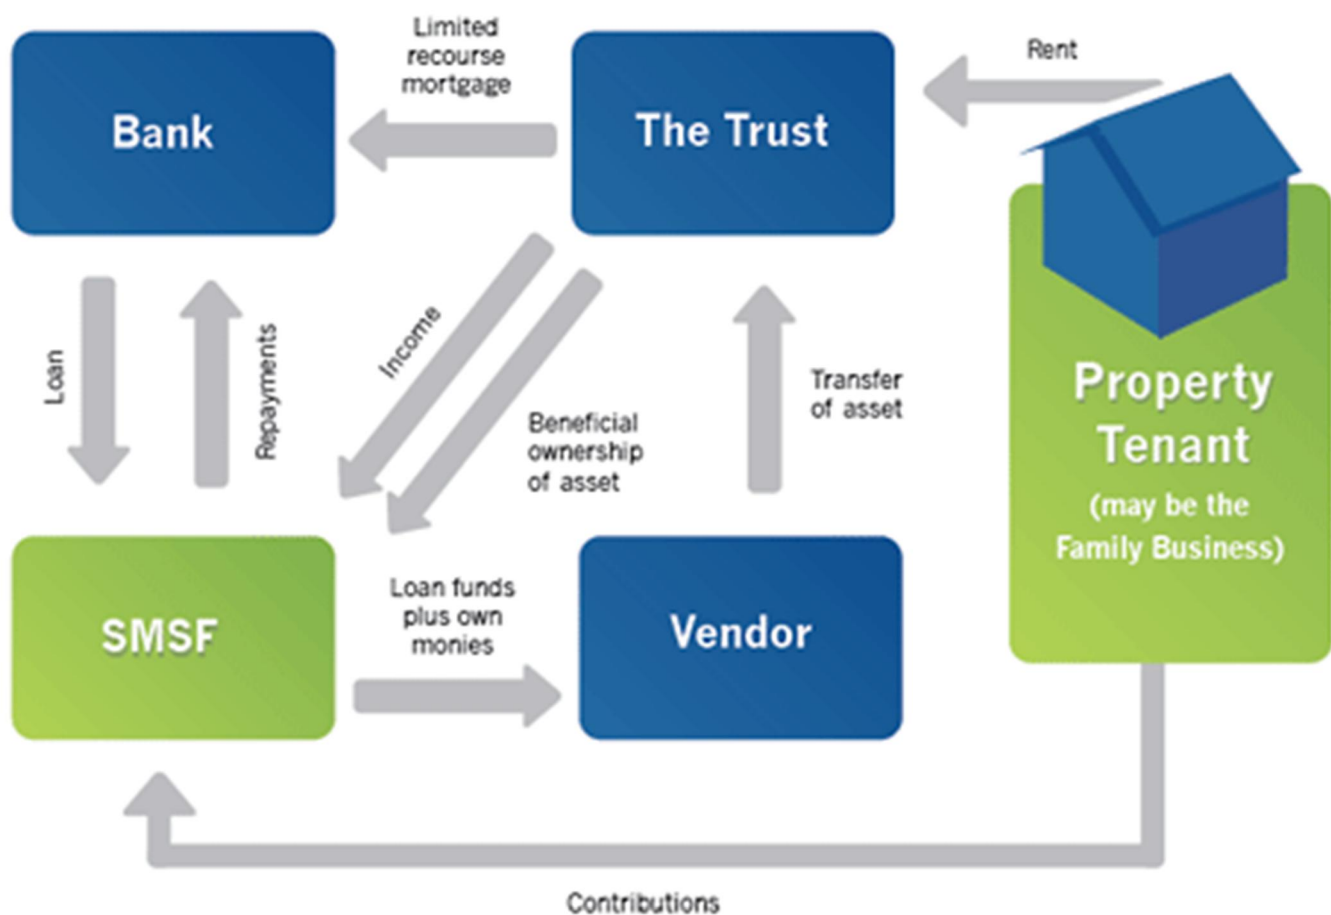 Limited
recourse
mortgage
Rent
Bank
The Trust
Loan
Repayments
Income
Beneficial
ownership
of asset
Transfer
of asset
Property
Tenant
(may be the
Family Business)
SMSF
Loan funds
plus own
monies
Vendor
Contributions